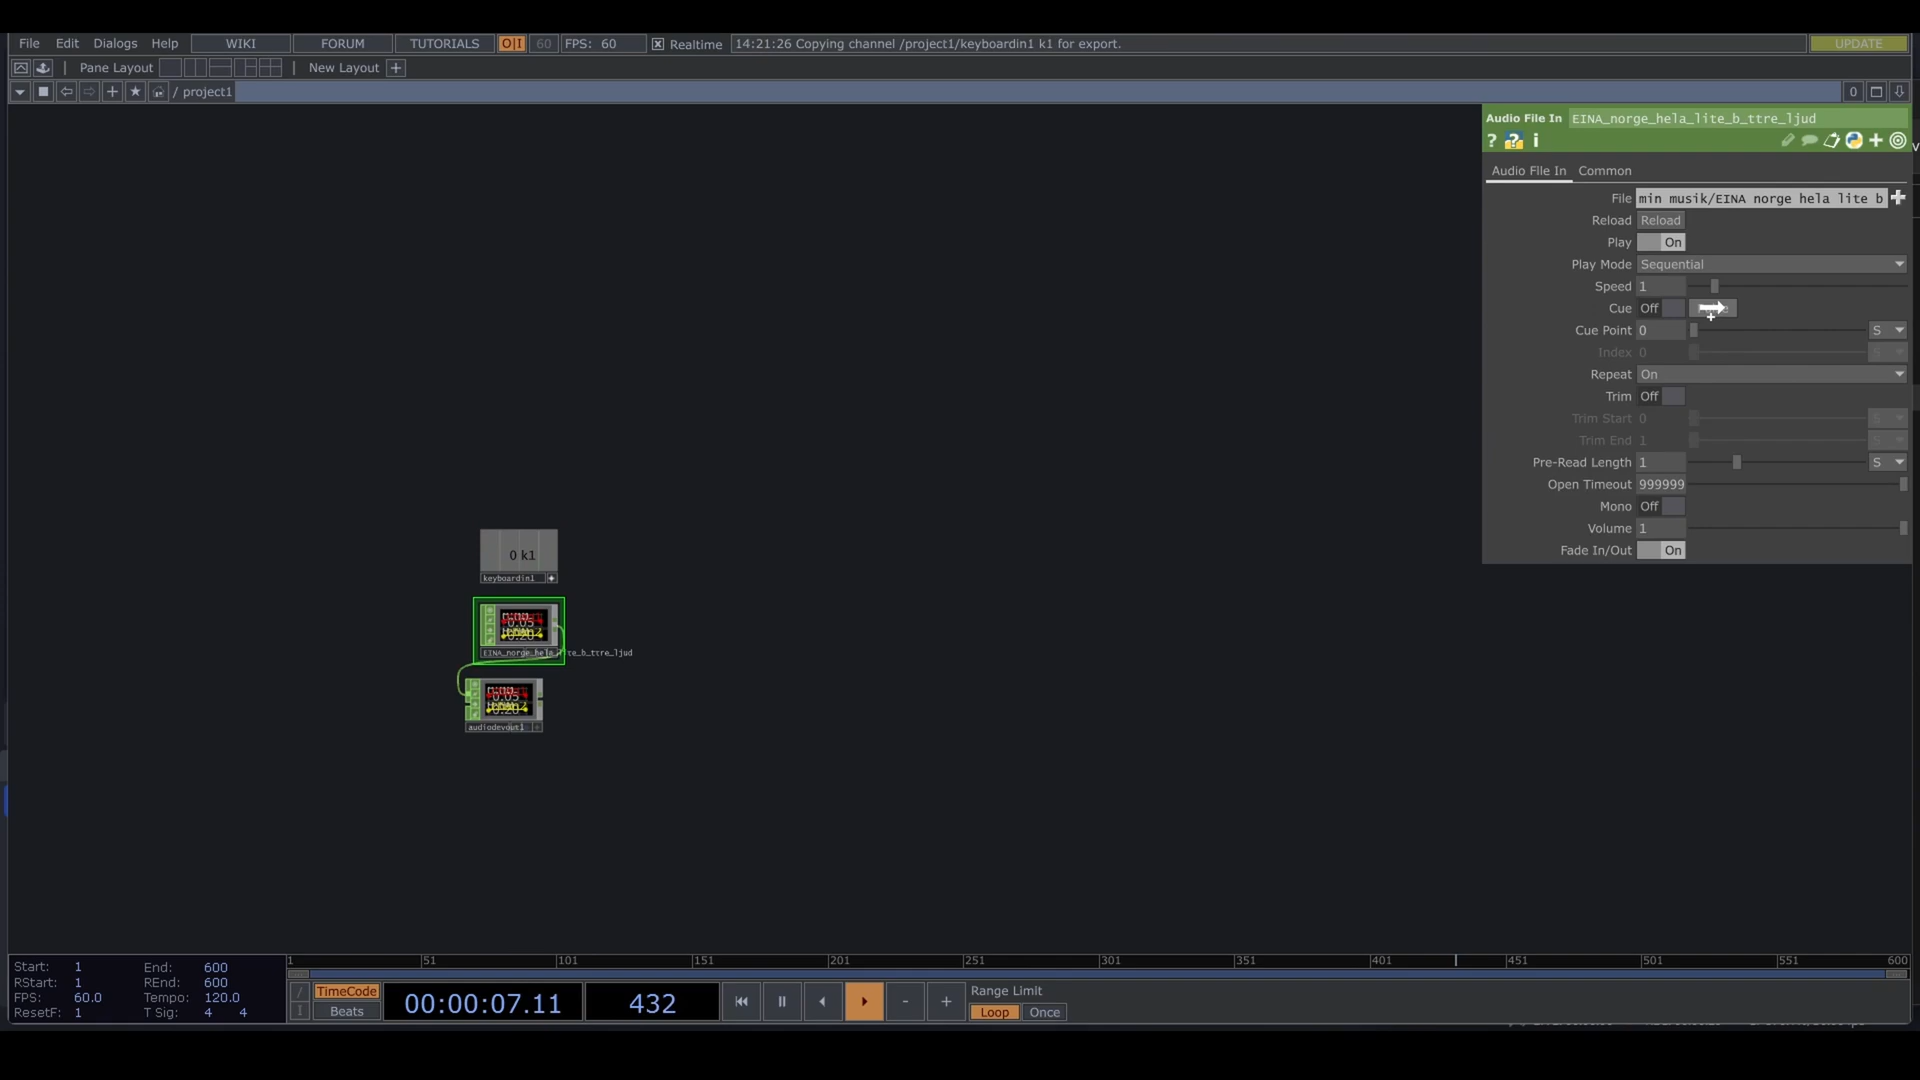 File Edit Dialogs Help WIKI FORUM TUTORIALS O|I 60 FPS: 60 Realtime 14:21:26 Copying channel /project1/keyboardin1 k1 for export. UPDATE
Pane Layout New Layout +
/ project1 0
Audio File In EINA_norge_hela_lite_b_ttre_ljud
? ? i
Audio File In Common
File min musik/EINA norge hela lite b
Reload Reload
Play On
Play Mode Sequential
Speed 1
Cue Off
Cue Point 0 S
Index 0 S
Repeat On
Trim Off
Trim Start 0 S
Trim End 1 S
Pre-Read Length 1 S
Open Timeout 999999
Mono Off
Volume 1
Fade In/Out On
0 k1
keyboardin1
EINA_norge_hela_lite_b_ttre_ljud
audiodevout1
1 51 101 151 201 251 301 351 401 451 501 551 600
Start: 1 End: 600
RStart: 1 REnd: 600
FPS: 60.0 Tempo: 120.0
ResetF: 1 T Sig: 4 4
TimeCode
Beats
00:00:07.11 432
Range Limit
Loop Once